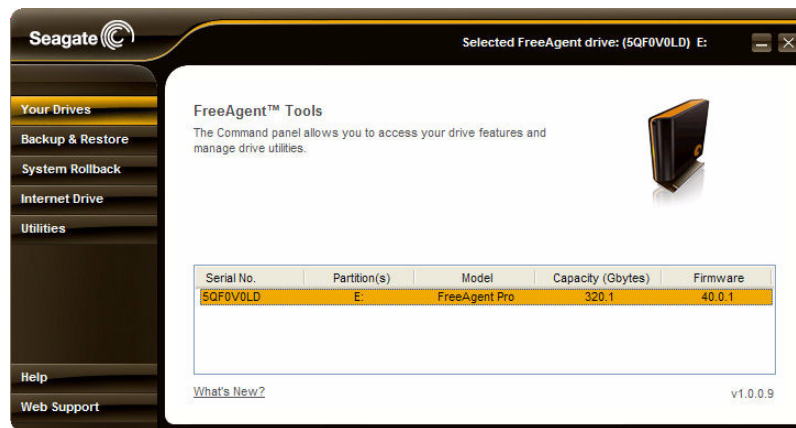 Seagate
Selected FreeAgent drive: (5QF0V0LD) E:
Your Drives
Backup & Restore
System Rollback
Internet Drive
Utilities
Help
Web Support
FreeAgent™ Tools
The Command panel allows you to access your drive features and
manage drive utilities.
Serial No. Partition(s) Model Capacity (Gbytes) Firmware
5QF0V0LD E: FreeAgent Pro 320.1 40.0.1
What's New?
v1.0.0.9